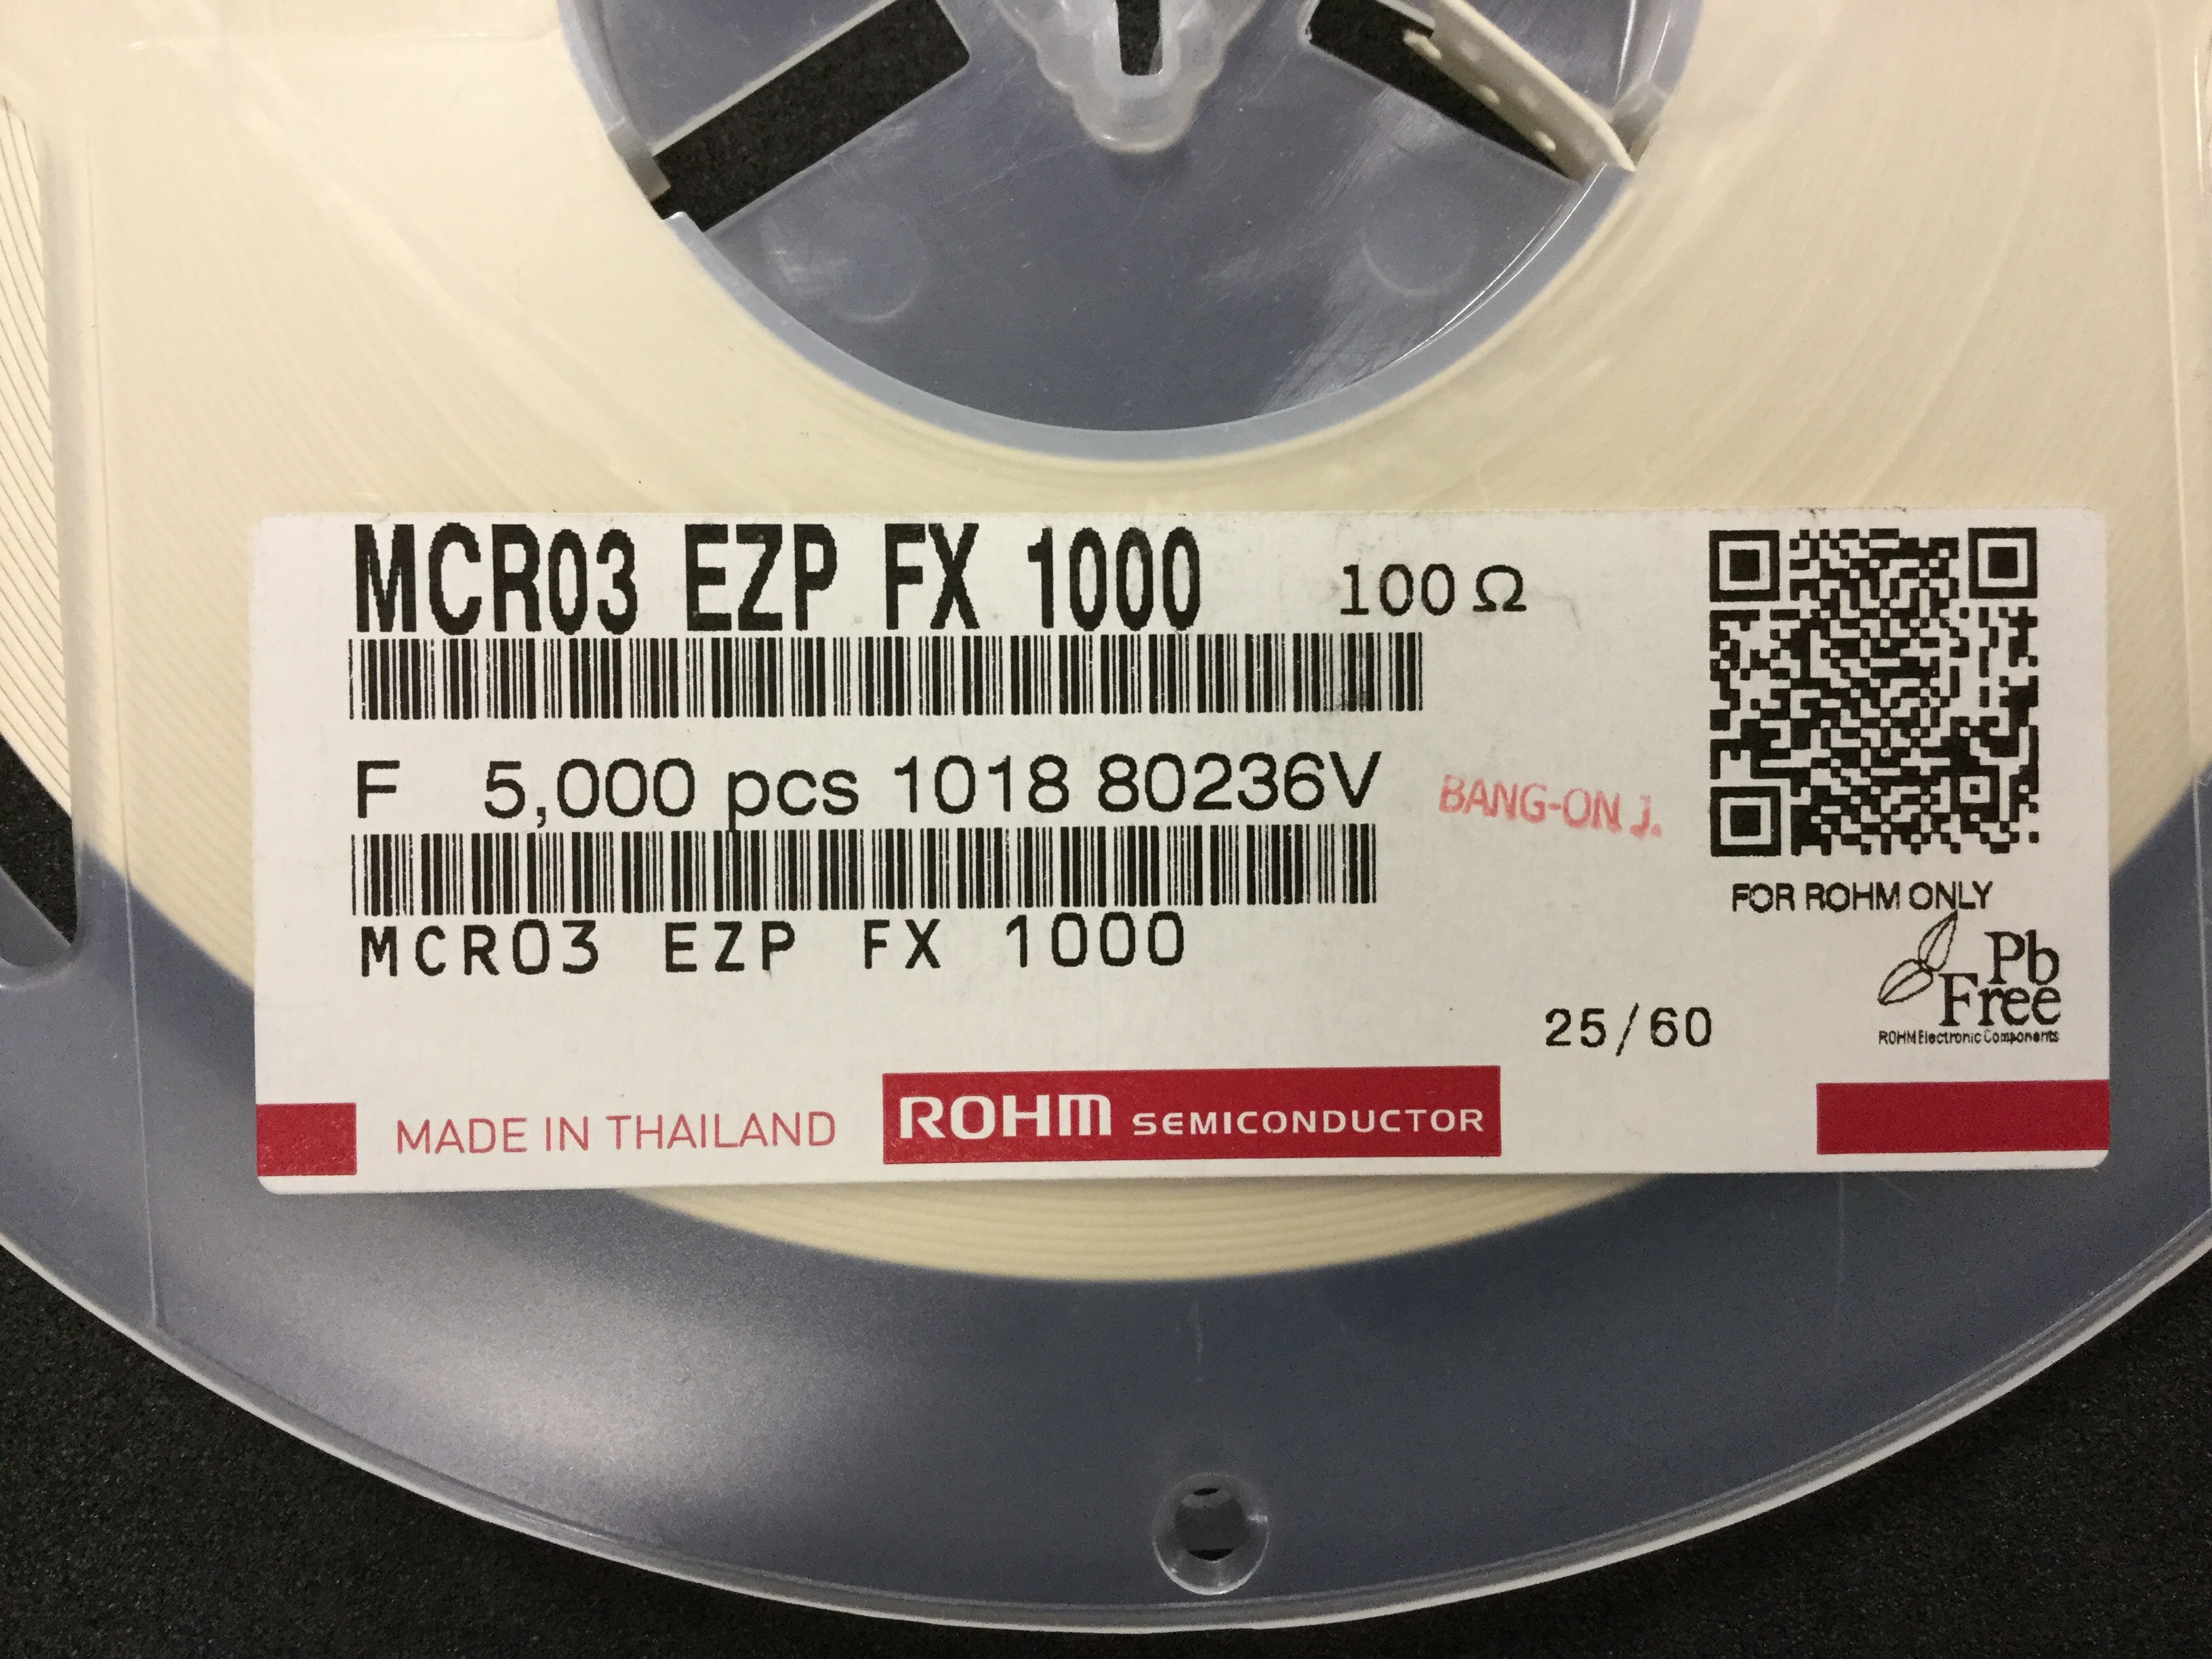 MCR03 EZP FX 1000 100Ω
F 5,000 pcs 1018 80236V
BANG-ON J.
MCR03 EZP FX 1000
FOR ROHM ONLY
Pb
Free
ROHM Electronic Components
25/60
MADE IN THAILAND
ROHM SEMICONDUCTOR